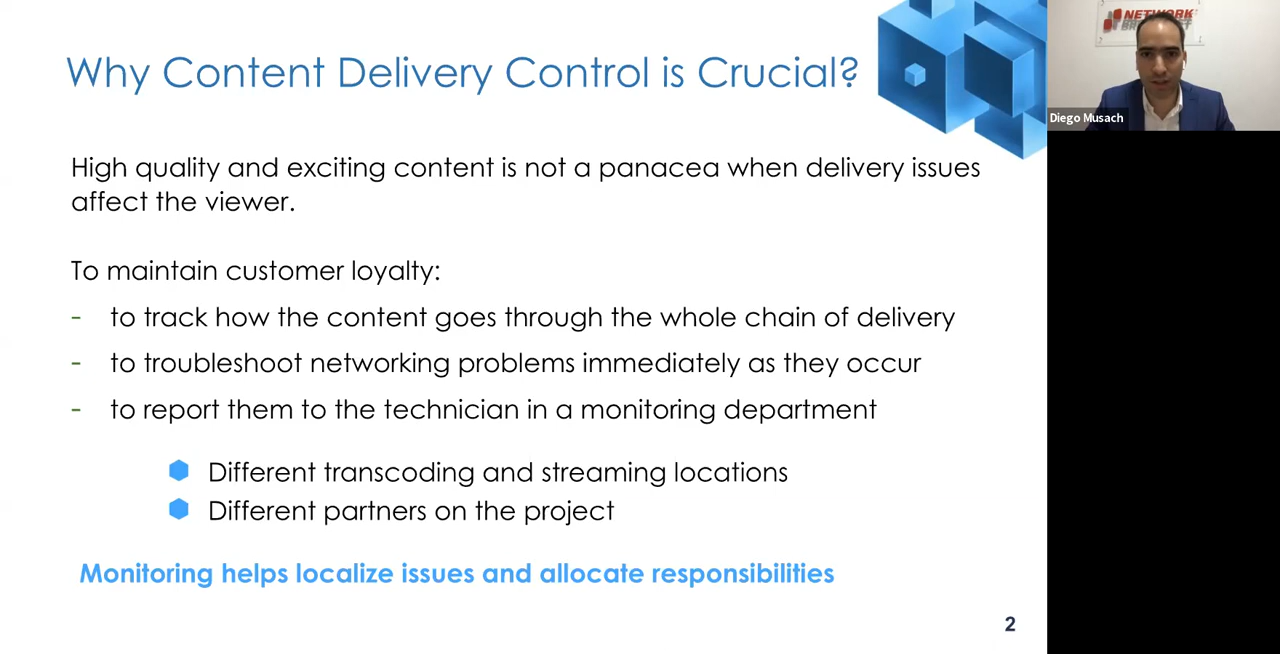 Why Content Delivery Control is Crucial?
NETWORK
Diego Musach
High quality and exciting content is not a panacea when delivery issues
affect the viewer.
To maintain customer loyalty:
- to track how the content goes through the whole chain of delivery
- to troubleshoot networking problems immediately as they occur
- to report them to the technician in a monitoring department
Different transcoding and streaming locations
Different partners on the project
Monitoring helps localize issues and allocate responsibilities
2